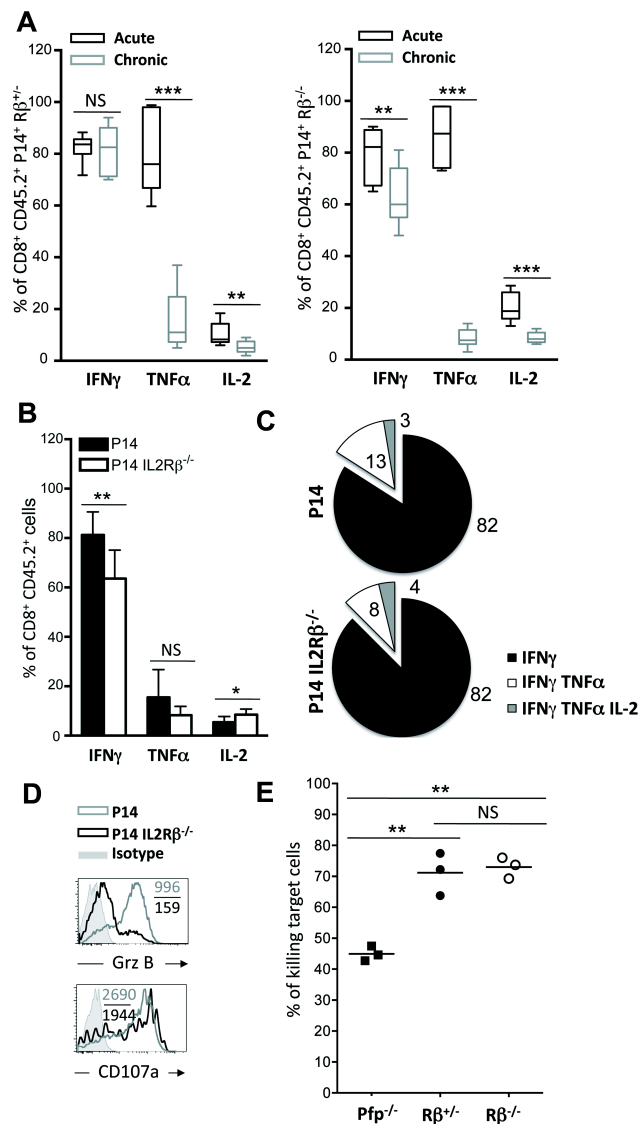 A
Acute
Chronic
% of CD8+ CD45.2+ P14+ Rβ+/-
120
100
80
60
40
20
0
NS
***
**
IFNγ TNFα IL-2
Acute
Chronic
% of CD8+ CD45.2+ P14+ Rβ-/-
120
100
80
60
40
20
0
**
***
***
IFNγ TNFα IL-2
B
P14
P14 IL2Rβ-/-
% of CD8+ CD45.2+ cells
120
100
80
60
40
20
0
**
NS
*
IFNγ TNFα IL-2
C
P14
3
13
82
P14 IL2Rβ-/-
4
8
82
IFNγ
IFNγ TNFα
IFNγ TNFα IL-2
D
P14
P14 IL2Rβ-/-
Isotype
996
159
Grz B
2690
1944
CD107a
E
% of killing target cells
100
90
80
70
60
50
40
30
20
10
0
**
NS
**
Pfp-/- Rβ+/- Rβ-/-